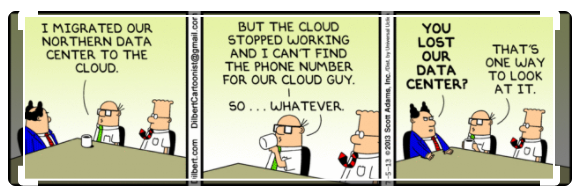 I MIGRATED OUR
NORTHERN DATA
CENTER TO THE
CLOUD.
Dilbert.com DilbertCartoonist@gmail.com
BUT THE CLOUD
STOPPED WORKING
AND I CAN'T FIND
THE PHONE NUMBER
FOR OUR CLOUD GUY.
SO ... WHATEVER.
7-5-13 ©2013 Scott Adams, Inc. /Dist. by Universal Uclick
YOU
LOST
OUR
DATA
CENTER?
THAT'S
ONE WAY
TO LOOK
AT IT.